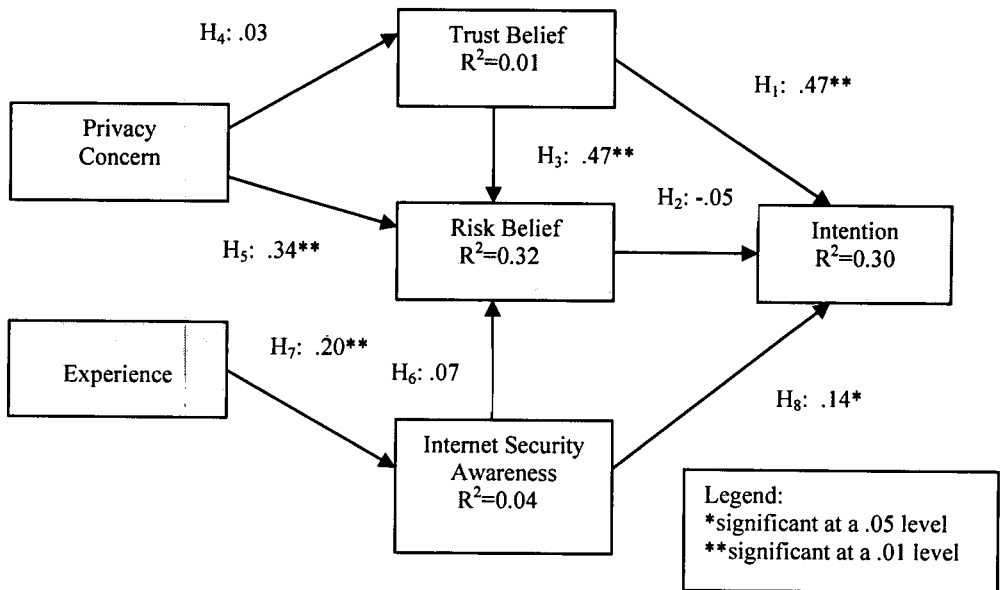 H₄: .03
Trust Belief
R²=0.01
H₁: .47**
Privacy
Concern
H₃: .47**
H₂: -.05
Risk Belief
R²=0.32
Intention
R²=0.30
H₅: .34**
H₇: .20**
H₆: .07
Experience
H₈: .14*
Internet Security
Awareness
R²=0.04
Legend:
*significant at a .05 level
**significant at a .01 level